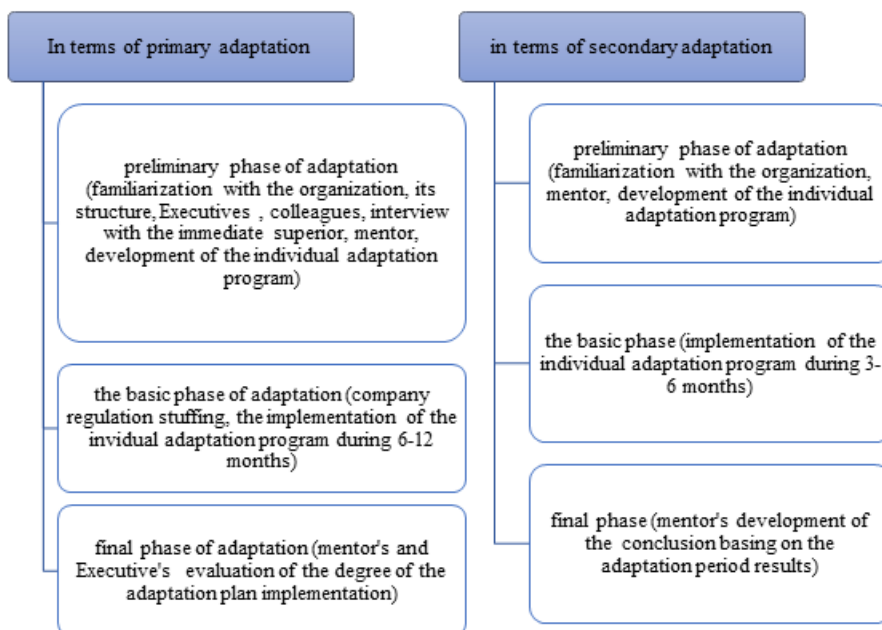 In terms of primary adaptation
preliminary phase of adaptation
(familiarization with the organization, its
structure, Executives , colleagues, interview
with the immediate superior, mentor,
development of the individual adaptation
program)
the basic phase of adaptation (company
regulation stuffing, the implementation of the
invidual adaptation program during 6-12
months)
final phase of adaptation (mentor's and
Executive's evaluation of the degree of the
adaptation plan implementation)
in terms of secondary adaptation
preliminary phase of adaptation
(familiarization with the organization,
mentor, development of the individual
adaptation program)
the basic phase (implementation of the
individual adaptation program during 3-
6 months)
final phase (mentor's development of
the conclusion basing on the
adaptation period results)